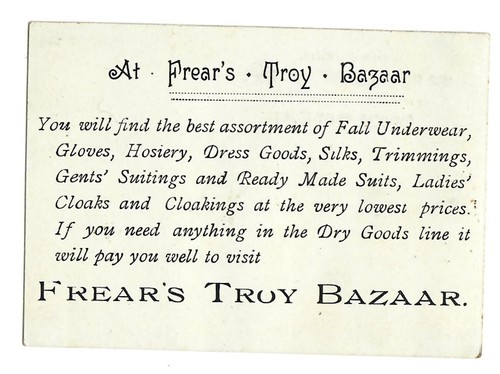 At · Frear's · Troy · Bazaar
You will find the best assortment of Fall Underwear,
Gloves, Hosiery, Dress Goods, Silks, Trimmings,
Gents' Suitings and Ready Made Suits, Ladies'
Cloaks and Cloakings at the very lowest prices.
If you need anything in the Dry Goods line it
will pay you well to visit
FREAR'S TROY BAZAAR.